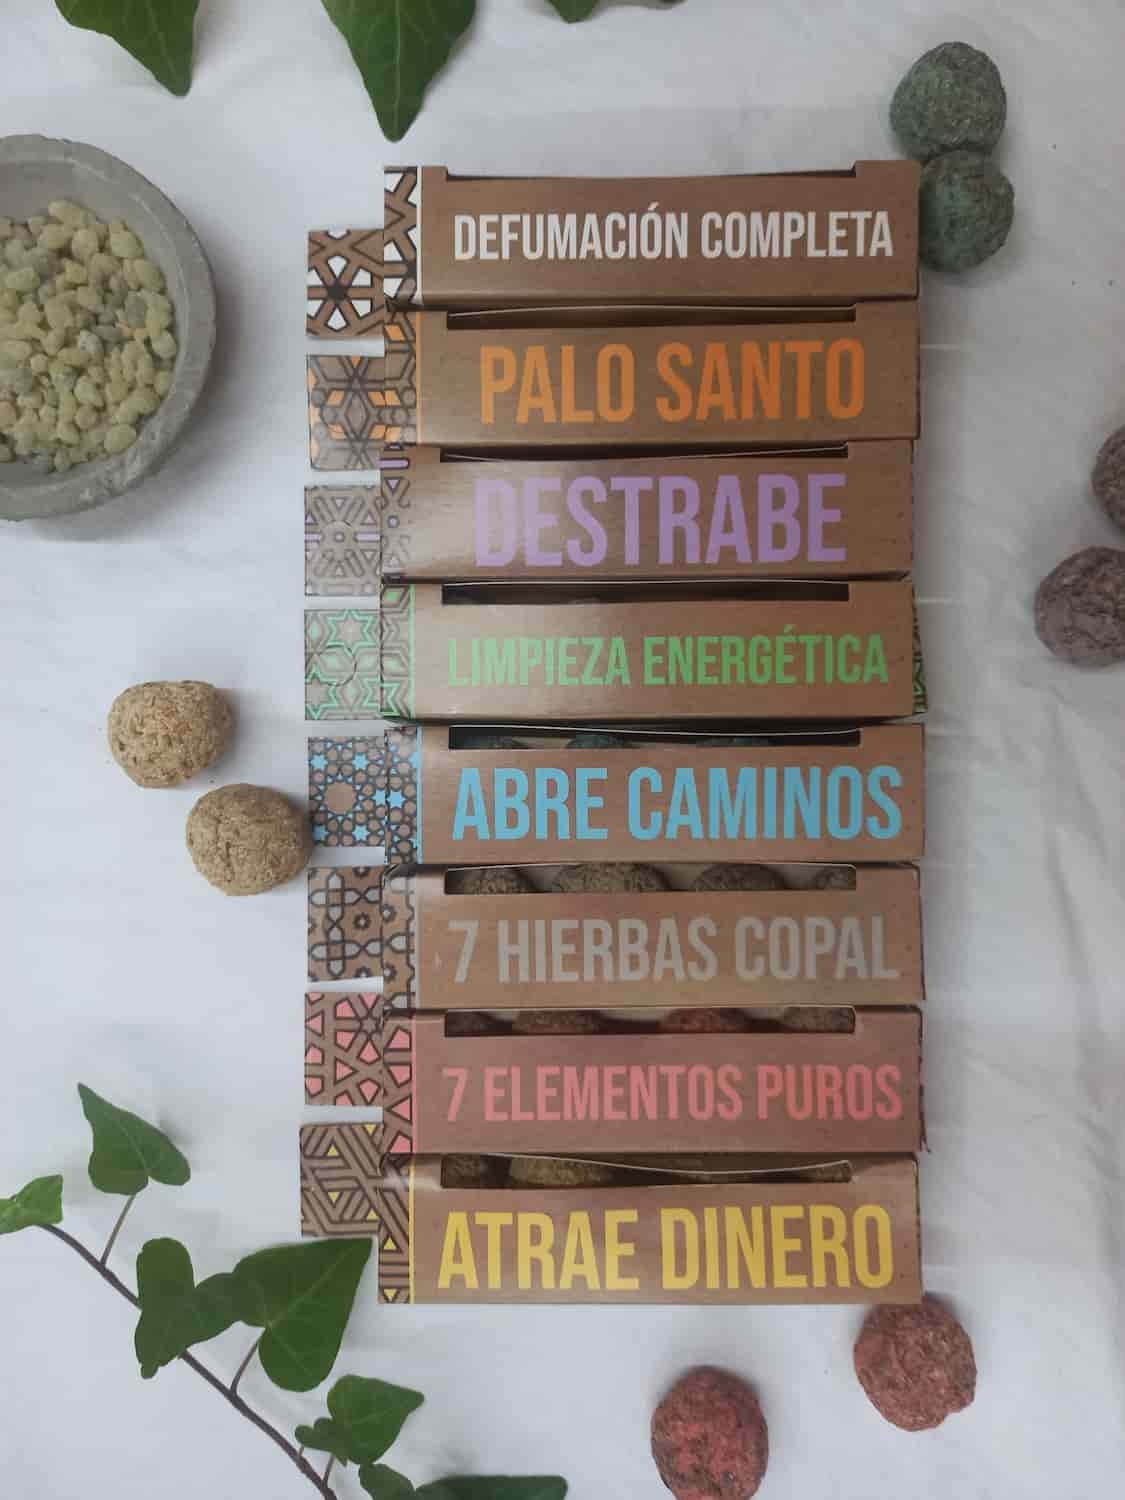 DEFUMACIÓN COMPLETA
PALO SANTO
DESTRABE
LIMPIEZA ENERGÉTICA
ABRE CAMINOS
7 HIERBAS COPAL
7 ELEMENTOS PUROS
ATRAE DINERO